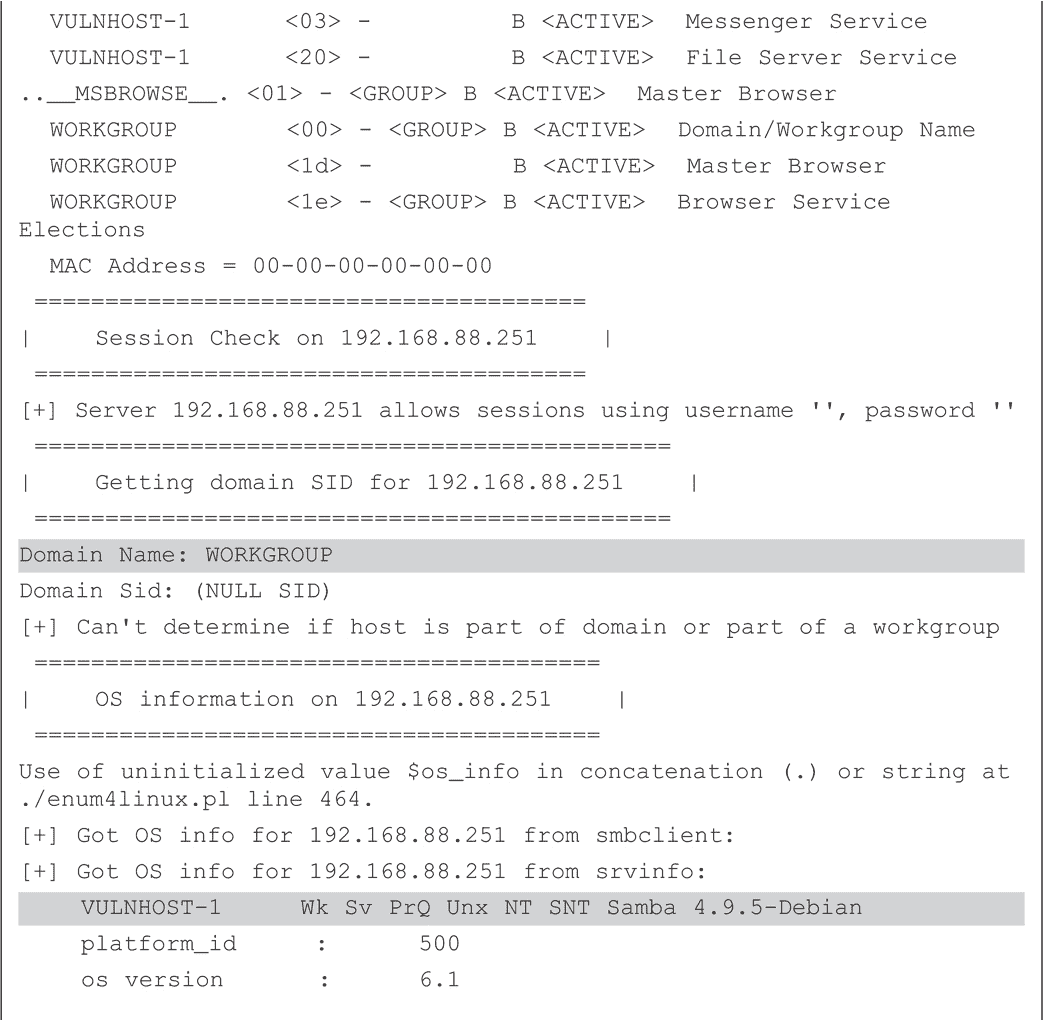 VULNHOST-1 <03> - B <ACTIVE> Messenger Service
VULNHOST-1 <20> - B <ACTIVE> File Server Service
..__MSBROWSE__. <01> - <GROUP> B <ACTIVE> Master Browser
WORKGROUP <00> - <GROUP> B <ACTIVE> Domain/Workgroup Name
WORKGROUP <1d> - B <ACTIVE> Master Browser
WORKGROUP <1e> - <GROUP> B <ACTIVE> Browser Service
Elections
MAC Address = 00-00-00-00-00-00
=======================================
| Session Check on 192.168.88.251 |
=======================================
[+] Server 192.168.88.251 allows sessions using username '', password ''
=============================================
| Getting domain SID for 192.168.88.251 |
=============================================
Domain Name: WORKGROUP
Domain Sid: (NULL SID)
[+] Can't determine if host is part of domain or part of a workgroup
========================================
| OS information on 192.168.88.251 |
========================================
Use of uninitialized value $os_info in concatenation (.) or string at
./enum4linux.pl line 464.
[+] Got OS info for 192.168.88.251 from smbclient:
[+] Got OS info for 192.168.88.251 from srvinfo:
VULNHOST-1 Wk Sv PrQ Unx NT SNT Samba 4.9.5-Debian
platform_id : 500
os version : 6.1